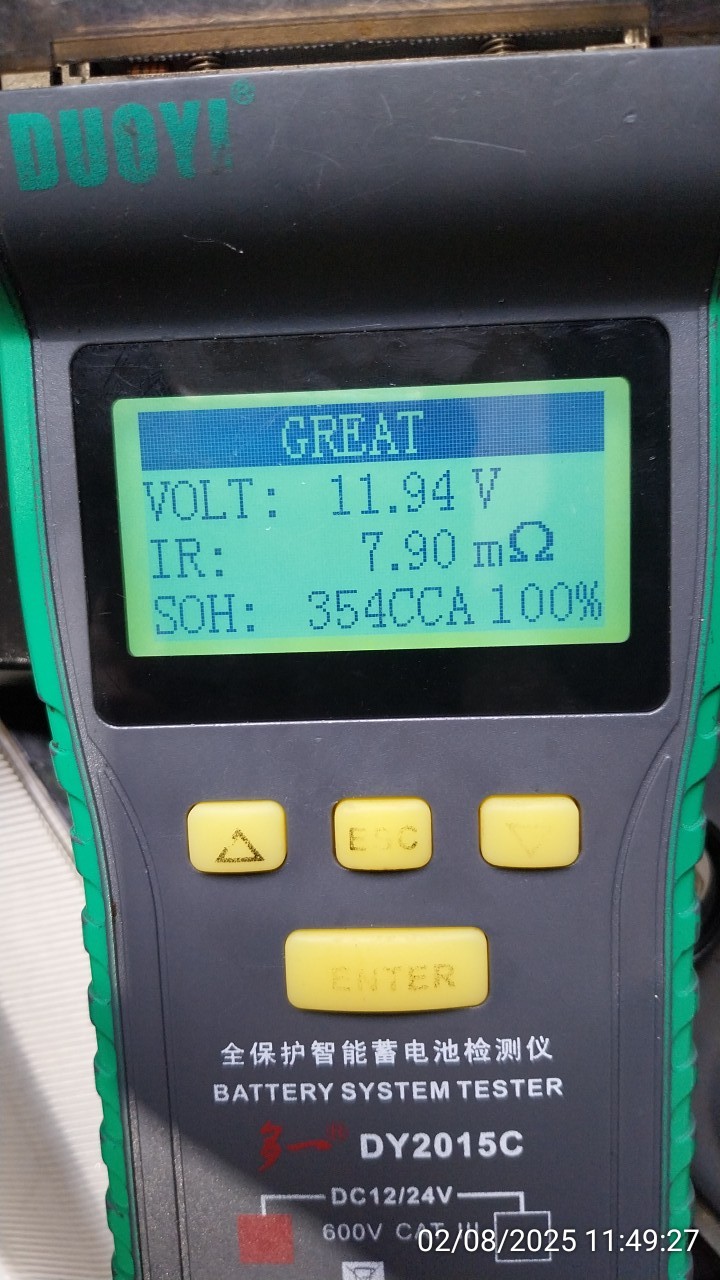 DUOYI®
GREAT
VOLT: 11.94 V
IR: 7.90 mΩ
SOH: 354CCA 100%
ESC
ENTER
全保护智能蓄电池检测仪
BATTERY SYSTEM TESTER
多一® DY2015C
DC12/24V
600V CAT III
02/08/2025 11:49:27